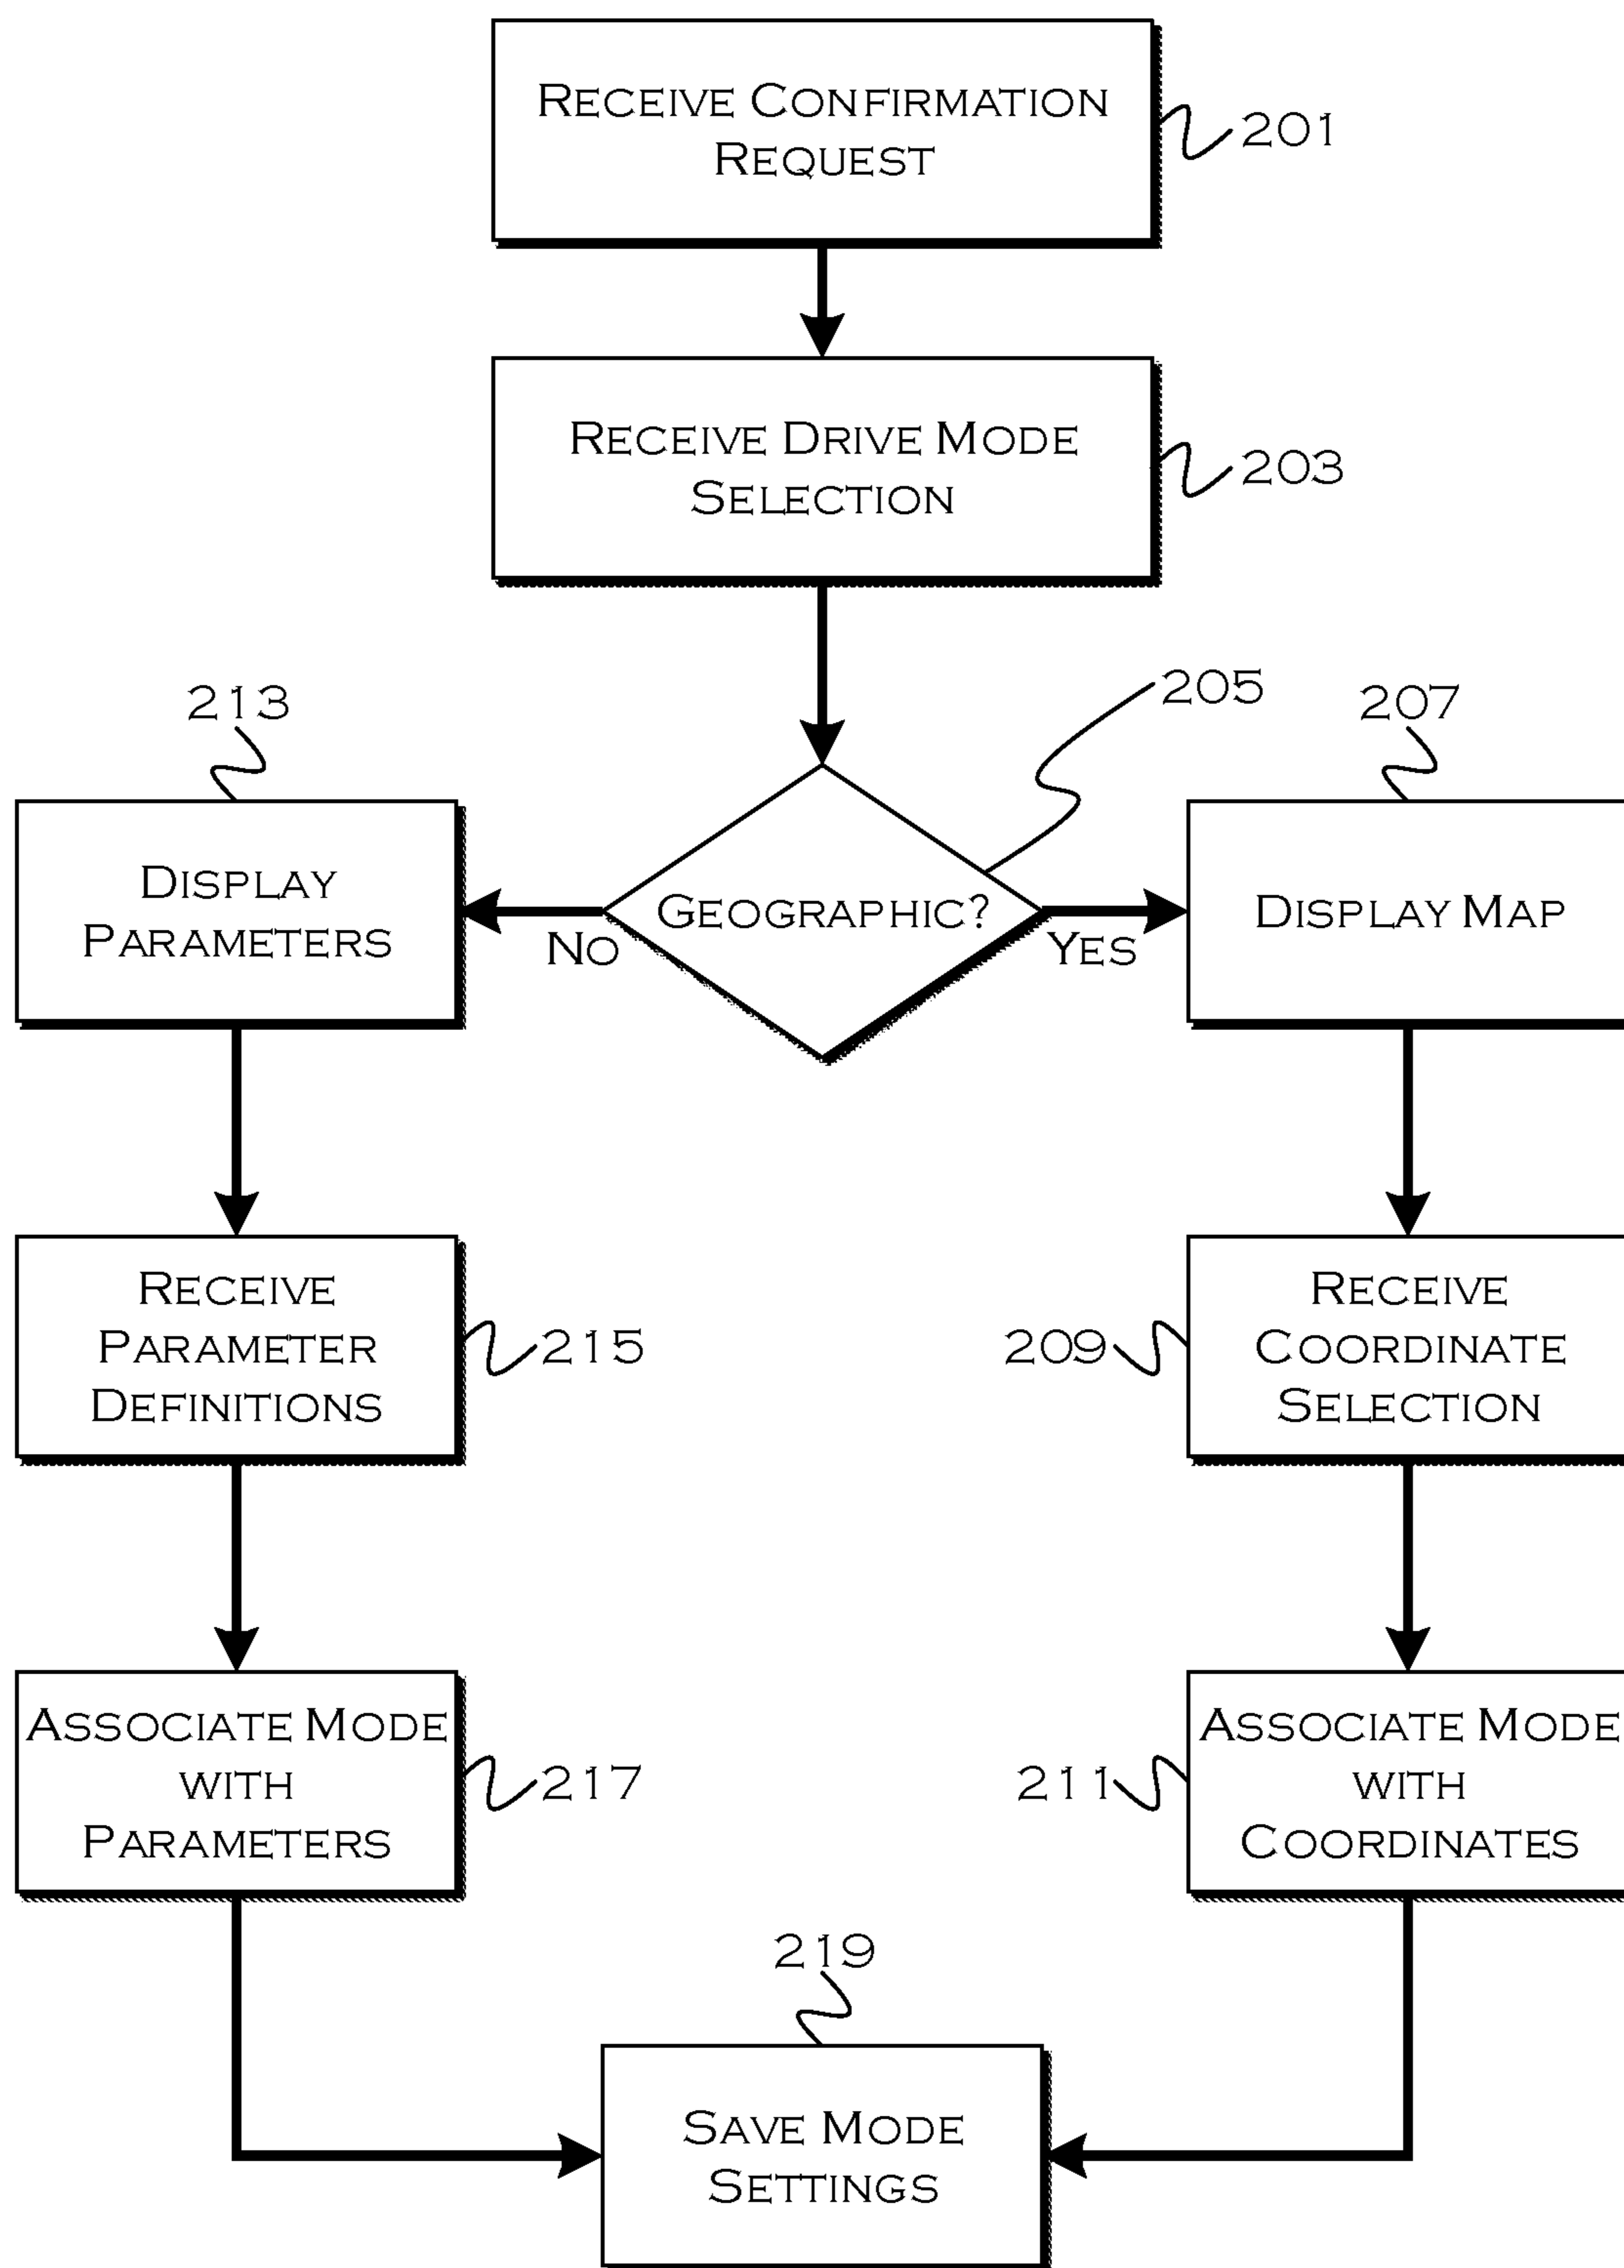 Receive Confirmation
Request
201
Receive Drive Mode
Selection
203
205
213
207
Display
Parameters
No
Geographic?
Yes
Display Map
Receive
Parameter
Definitions
215
209
Receive
Coordinate
Selection
Associate Mode
with
Parameters
217
211
Associate Mode
with
Coordinates
219
Save Mode
Settings